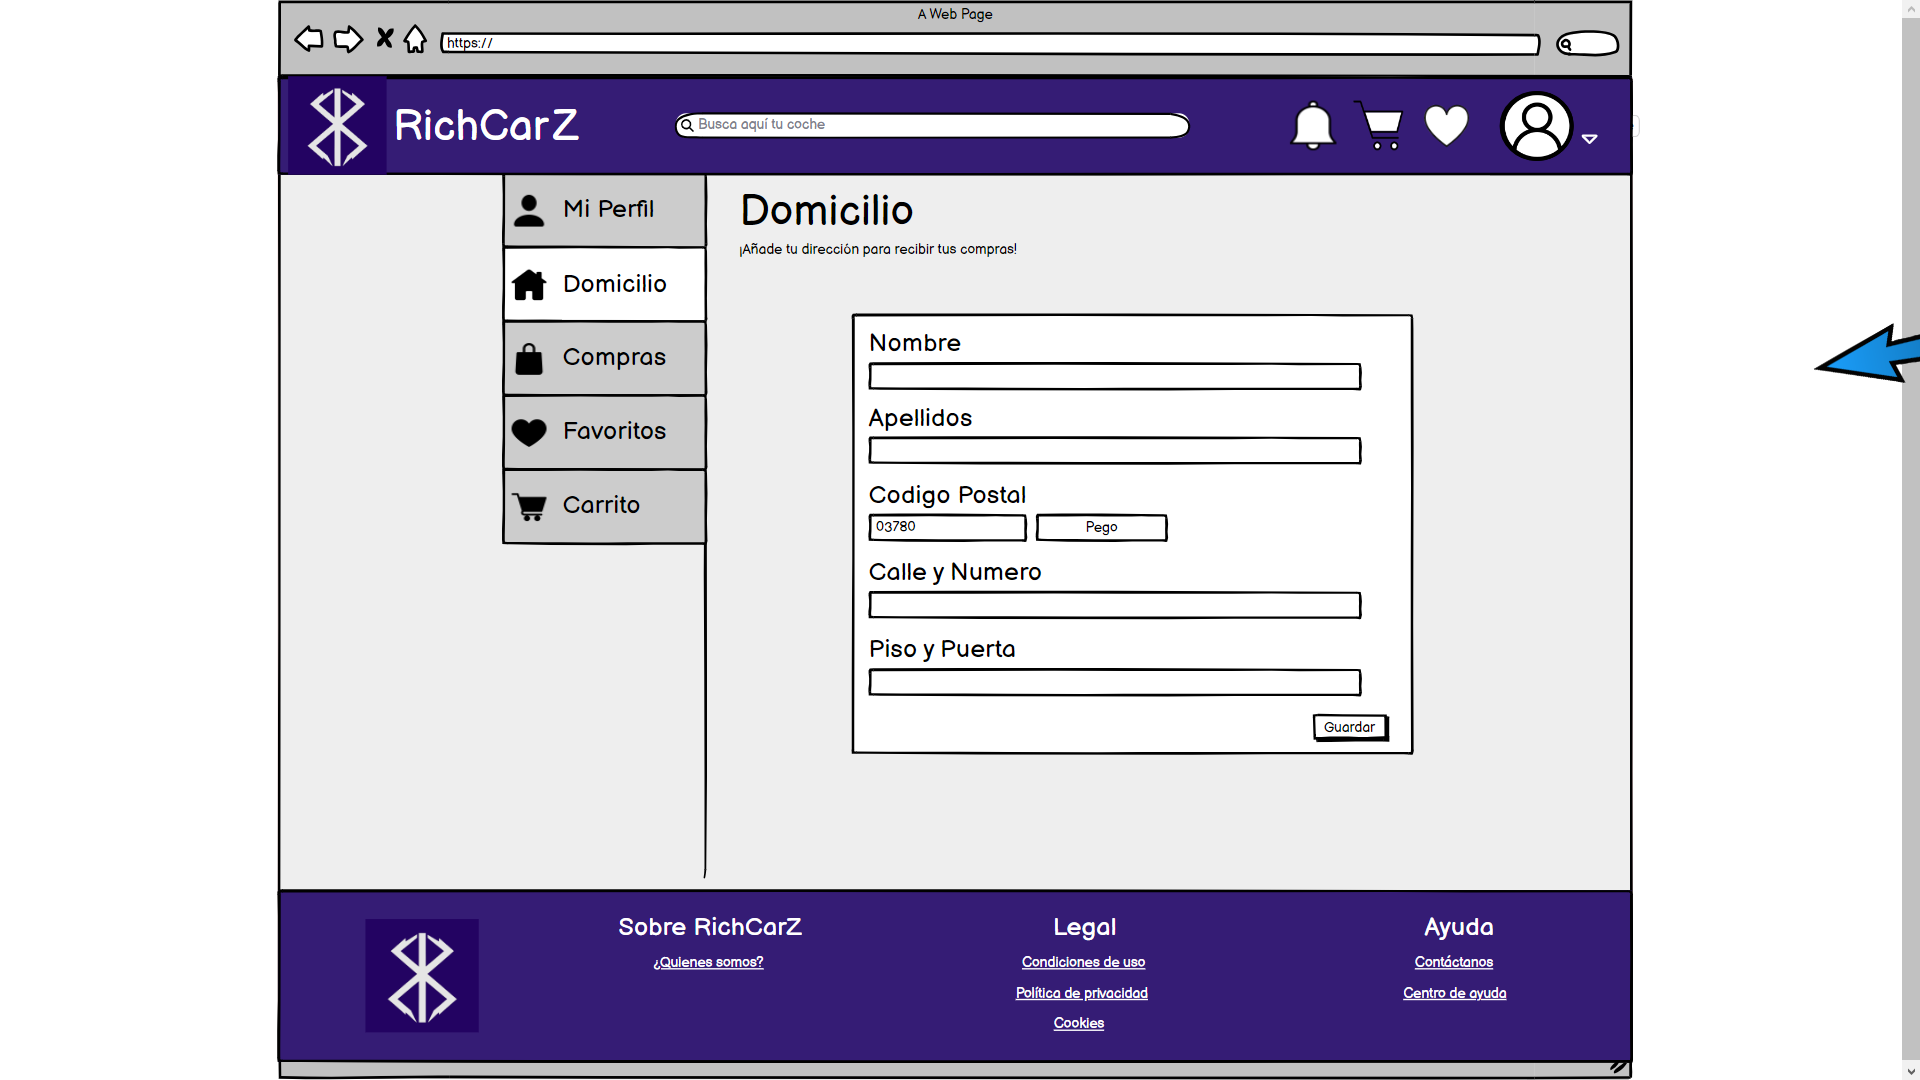 A Web Page
https://
RichCarZ
Busca aquí tu coche
Mi Perfil
Domicilio
Compras
Favoritos
Carrito
Domicilio
¡Añade tu dirección para recibir tus compras!
Nombre
Apellidos
Codigo Postal
03780
Pego
Calle y Numero
Piso y Puerta
Guardar
Sobre RichCarZ
¿Quienes somos?
Legal
Condiciones de uso
Política de privacidad
Cookies
Ayuda
Contáctanos
Centro de ayuda